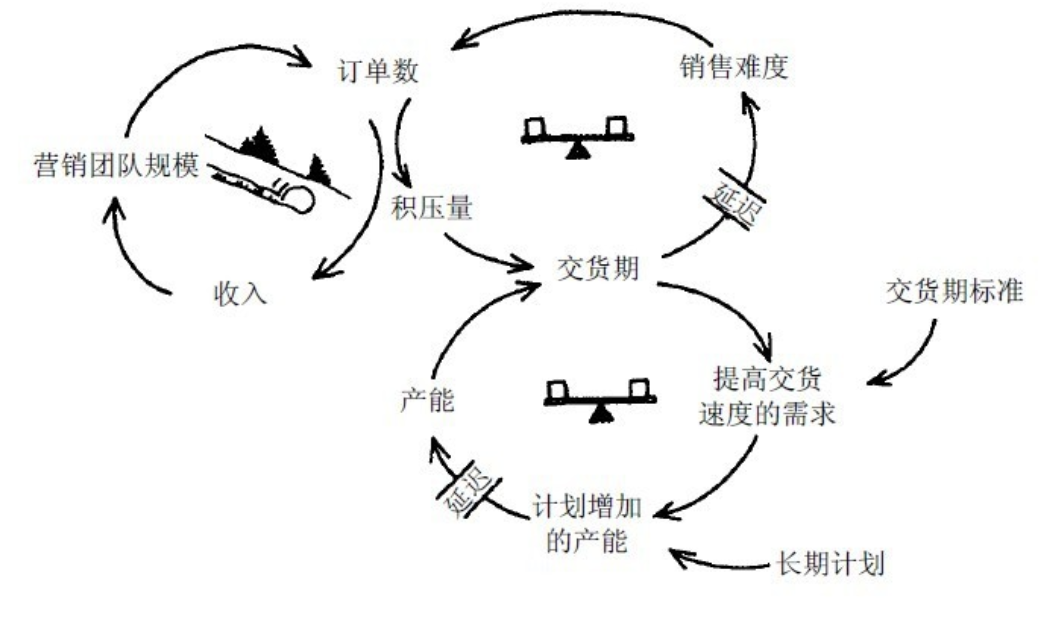 订单数
销售难度
营销团队规模
积压量
延迟
收入
交货期
交货期标准
产能
提高交货
速度的需求
延迟
计划增加
的产能
长期计划